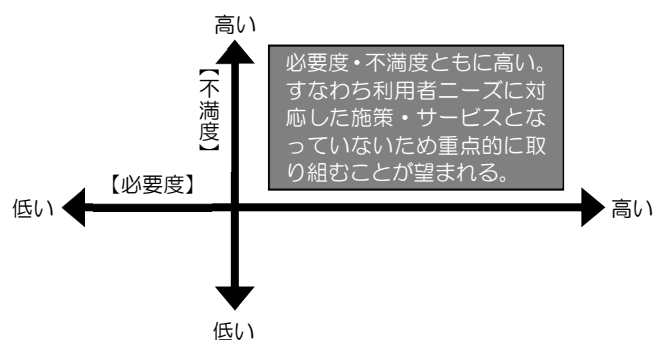 高い
【不満度】
必要度・不満度ともに高い。
すなわち利用者ニーズに対
応した施策・サービスとな
っていないため重点的に取
り組むことが望まれる。
【必要度】
低い
高い
低い